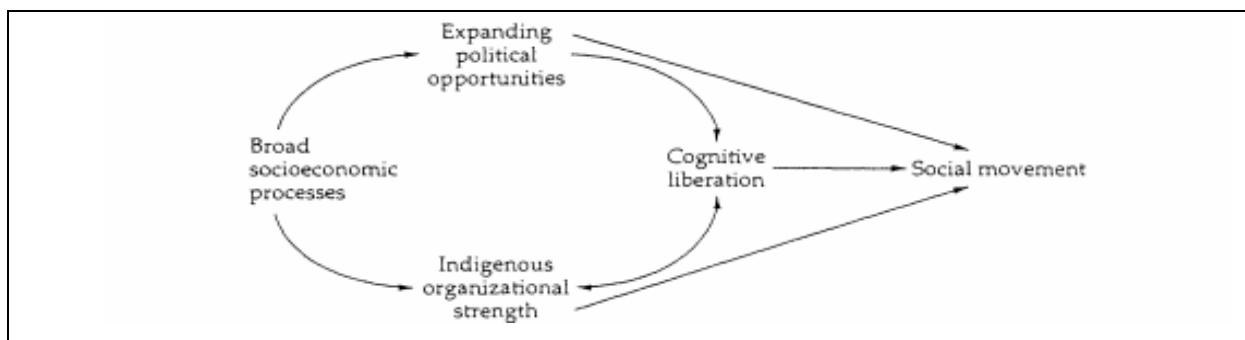 Expanding
political
opportunities
Broad
socioeconomic
processes
Cognitive
liberation
Social movement
Indigenous
organizational
strength